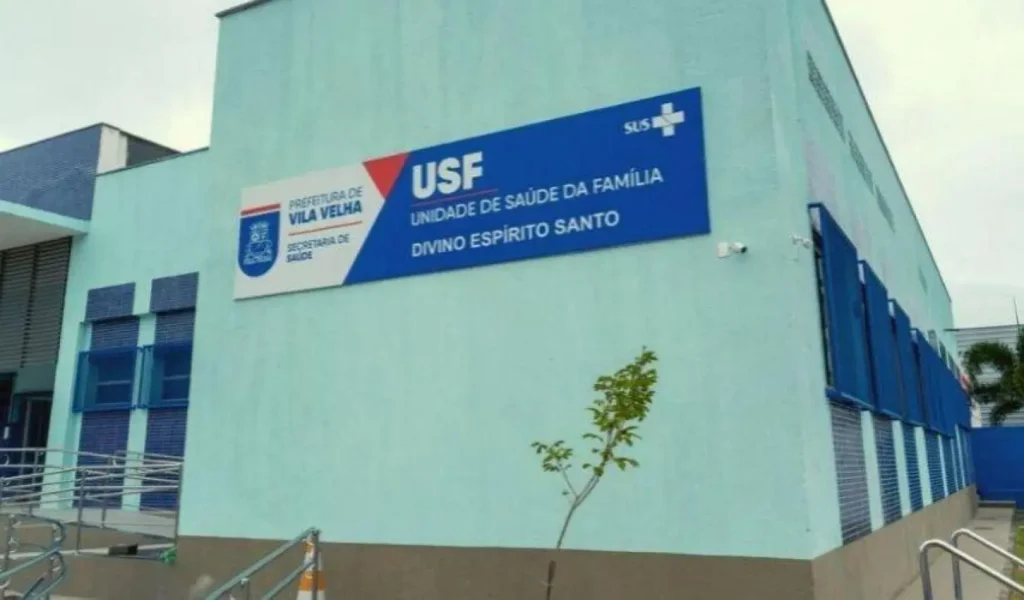 PREFEITURA DE
VILA VELHA
SECRETARIA DE
SAÚDE
USF
UNIDADE DE SAÚDE DA FAMÍLIA
DIVINO ESPÍRITO SANTO
SUS